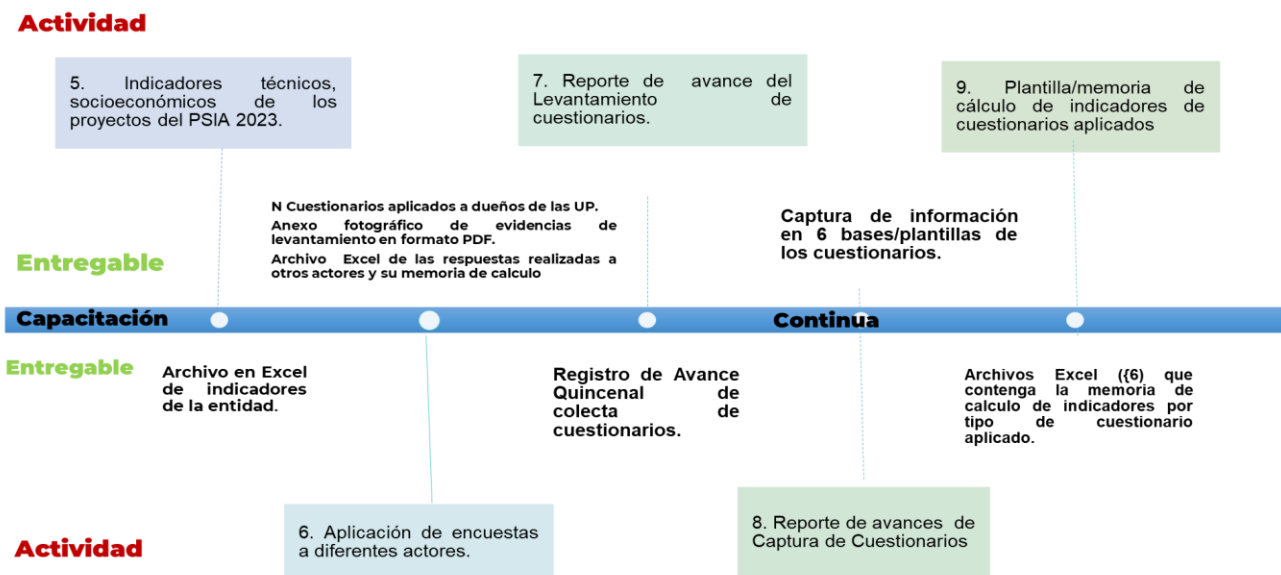 Actividad
5. Indicadores técnicos,
socioeconómicos de los
proyectos del PSIA 2023.
7. Reporte de avance del
Levantamiento de
cuestionarios.
9. Plantilla/memoria de
cálculo de indicadores de
cuestionarios aplicados
N Cuestionarios aplicados a dueños de las UP.
Anexo fotográfico de evidencias de
levantamiento en formato PDF.
Archivo Excel de las respuestas realizadas a
otros actores y su memoria de calculo
Captura de información
en 6 bases/plantillas de
los cuestionarios.
Entregable
Capacitación
Continua
Entregable
Archivo en Excel
de indicadores
de la entidad.
Registro de Avance
Quincenal de
colecta de
cuestionarios.
Archivos Excel ({6) que
contenga la memoria de
calculo de indicadores por
tipo de cuestionario
aplicado.
6. Aplicación de encuestas
a diferentes actores.
8. Reporte de avances de
Captura de Cuestionarios
Actividad